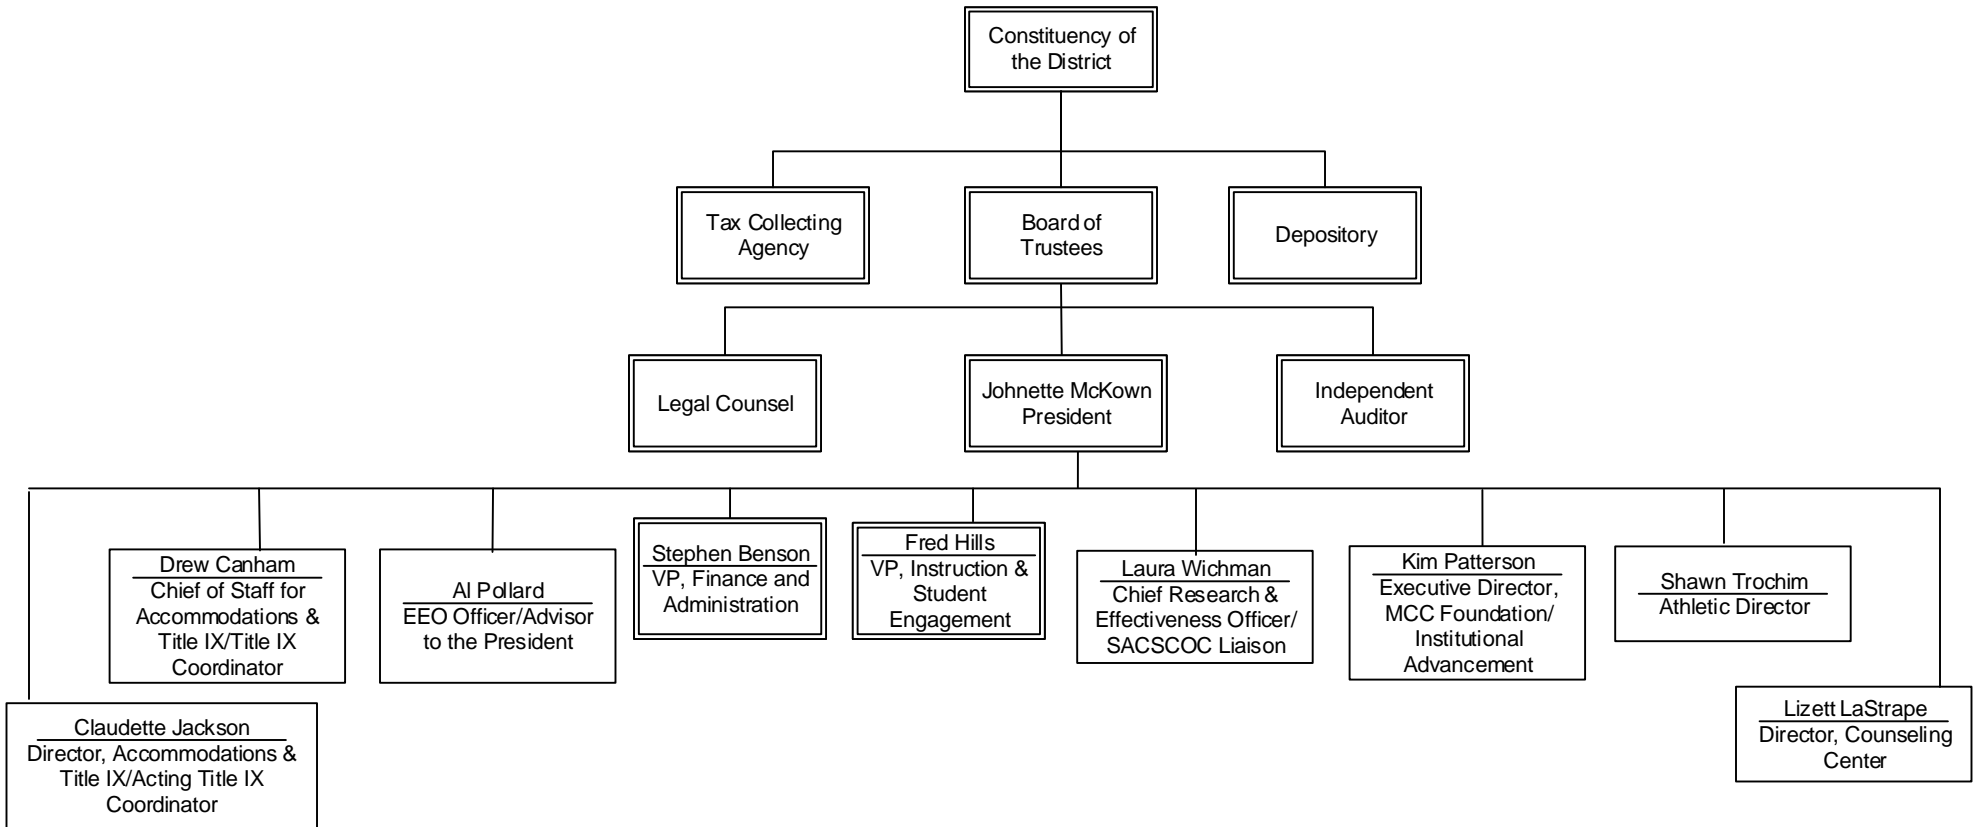 Constituency of
the District
Tax Collecting
Agency
Board of
Trustees
Depository
Legal Counsel
Johnette McKown
President
Independent
Auditor
Drew Canham
Chief of Staff for
Accommodations &
Title IX/Title IX
Coordinator
Al Pollard
EEO Officer/Advisor
to the President
Stephen Benson
VP, Finance and
Administration
Fred Hills
VP, Instruction &
Student
Engagement
Laura Wichman
Chief Research &
Effectiveness Officer/
SACSCOC Liaison
Kim Patterson
Executive Director,
MCC Foundation/
Institutional
Advancement
Shawn Trochim
Athletic Director
Claudette Jackson
Director, Accommodations &
Title IX/Acting Title IX
Coordinator
Lizett LaStrape
Director, Counseling
Center